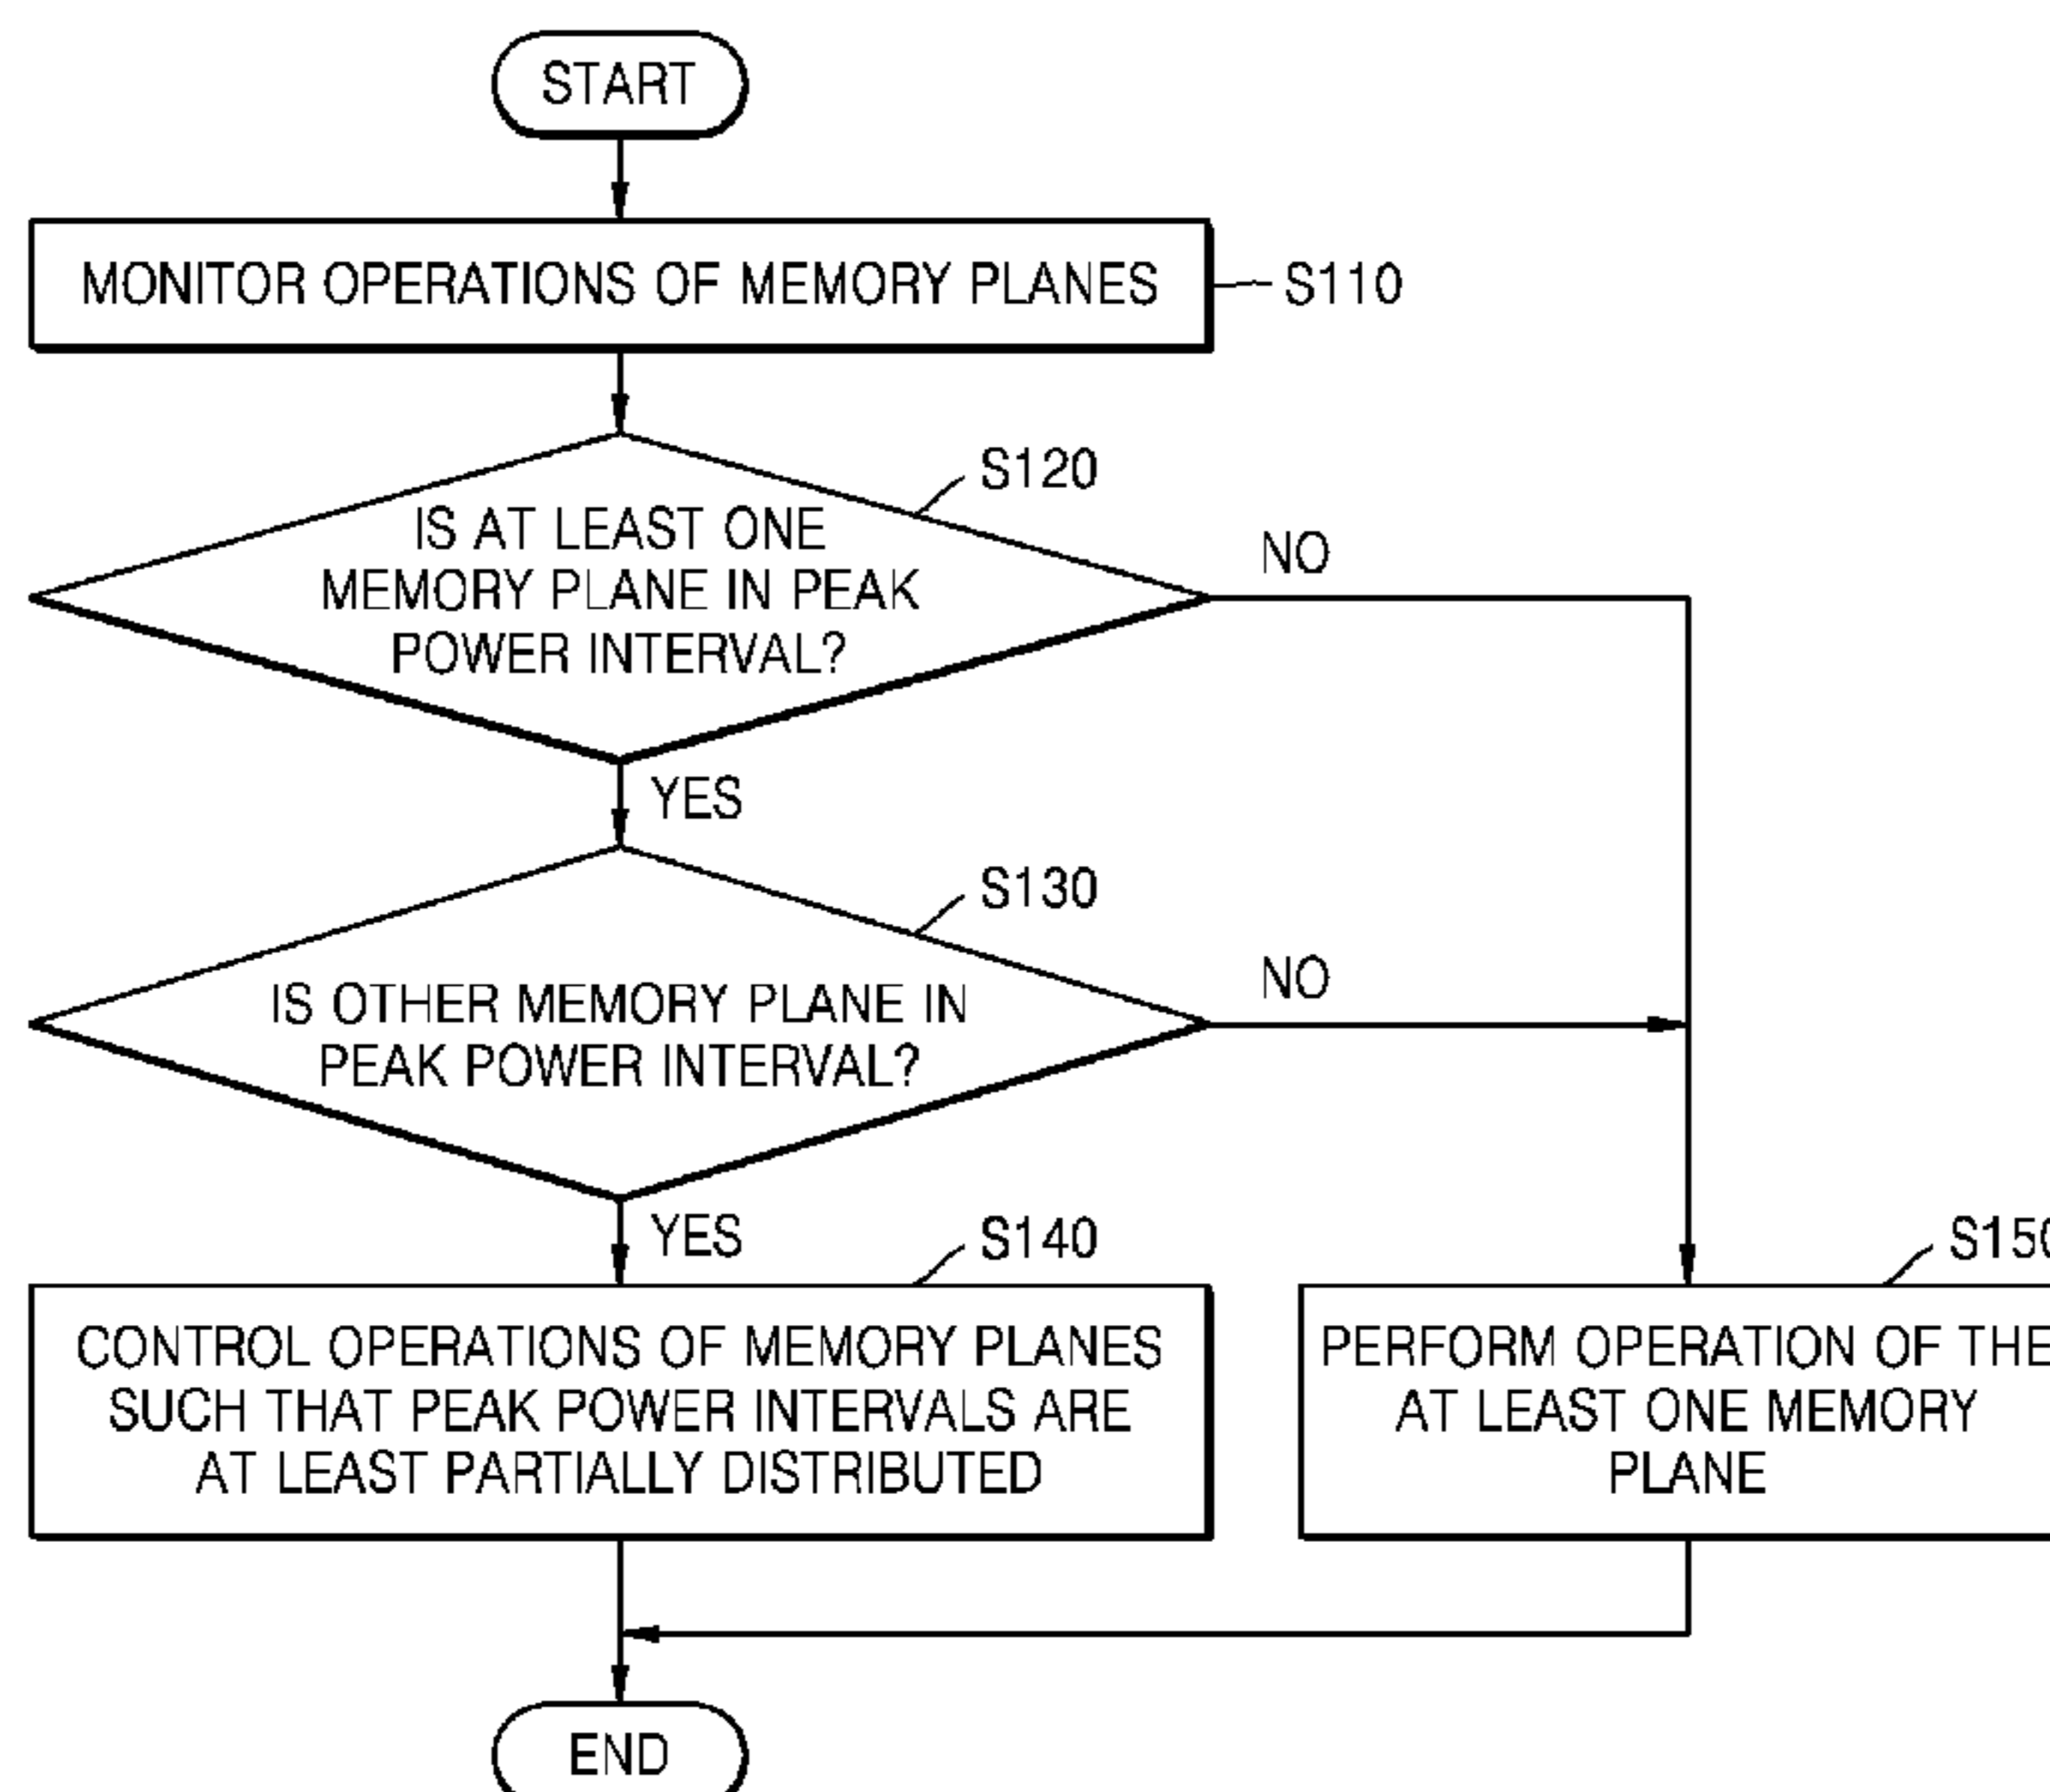 START
MONITOR OPERATIONS OF MEMORY PLANES
S110
S120
IS AT LEAST ONE
MEMORY PLANE IN PEAK
POWER INTERVAL?
NO
YES
S130
IS OTHER MEMORY PLANE IN
PEAK POWER INTERVAL?
NO
YES
S140
CONTROL OPERATIONS OF MEMORY PLANES
SUCH THAT PEAK POWER INTERVALS ARE
AT LEAST PARTIALLY DISTRIBUTED
S150
PERFORM OPERATION OF THE
AT LEAST ONE MEMORY
PLANE
END